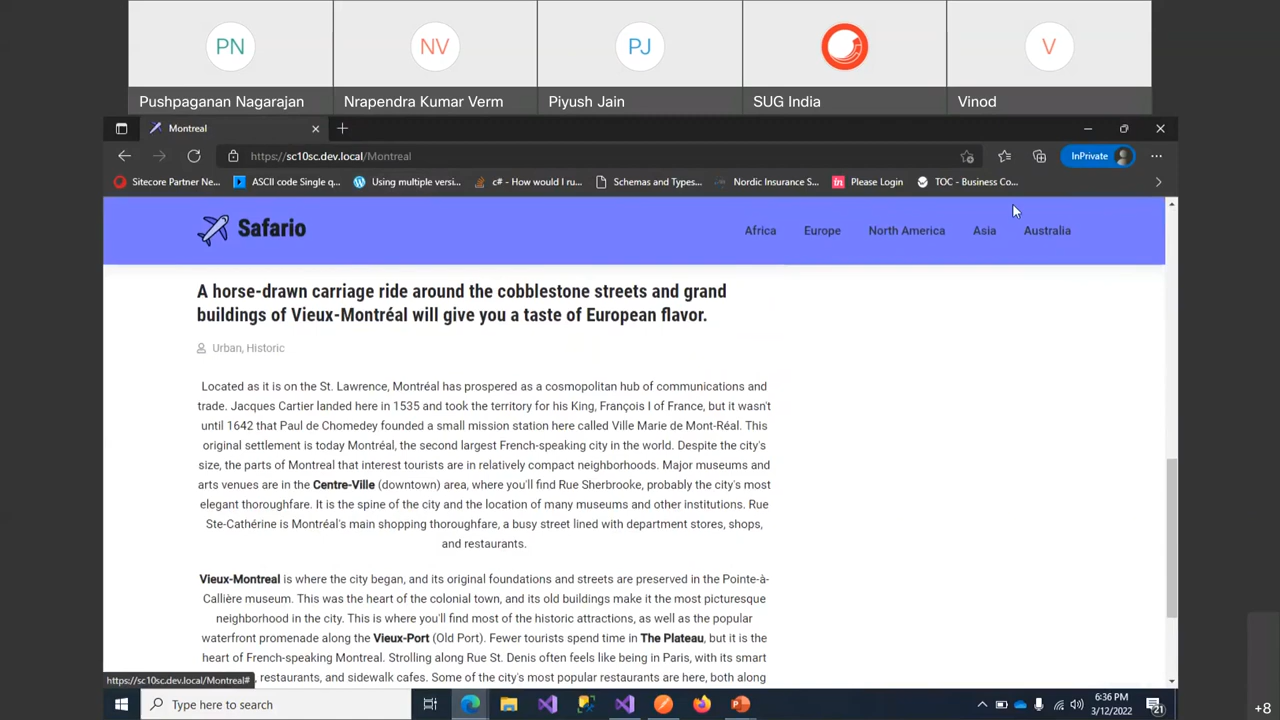 PN
NV
PJ
V
Pushpaganan Nagarajan
Nrapendra Kumar Verm
Piyush Jain
SUG India
Vinod
Montreal
https://sc10sc.dev.local/Montreal
InPrivate
Sitecore Partner Ne...
ASCII code Single q...
Using multiple versi...
c# - How would I ru...
Schemas and Types...
Nordic Insurance S...
in
Please Login
TOC - Business Co...
Safario
Africa
Europe
North America
Asia
Australia
A horse-drawn carriage ride around the cobblestone streets and grand
buildings of Vieux-Montréal will give you a taste of European flavor.
Urban, Historic
Located as it is on the St. Lawrence, Montréal has prospered as a cosmopolitan hub of communications and
trade. Jacques Cartier landed here in 1535 and took the territory for his King, François I of France, but it wasn't
until 1642 that Paul de Chomedey founded a small mission station here called Ville Marie de Mont-Réal. This
original settlement is today Montréal, the second largest French-speaking city in the world. Despite the city's
size, the parts of Montreal that interest tourists are in relatively compact neighborhoods. Major museums and
arts venues are in the Centre-Ville (downtown) area, where you'll find Rue Sherbrooke, probably the city's most
elegant thoroughfare. It is the spine of the city and the location of many museums and other institutions. Rue
Ste-Cathérine is Montréal's main shopping thoroughfare, a busy street lined with department stores, shops,
and restaurants.
Vieux-Montreal is where the city began, and its original foundations and streets are preserved in the Pointe-à-
Callière museum. This was the heart of the colonial town, and its old buildings make it the most picturesque
neighborhood in the city. This is where you'll find most of the historic attractions, as well as the popular
waterfront promenade along the Vieux-Port (Old Port). Fewer tourists spend time in The Plateau, but it is the
heart of French-speaking Montreal. Strolling along Rue St. Denis often feels like being in Paris, with its smart
restaurants, and sidewalk cafes. Some of the city's most popular restaurants are here, both along
https://sc10sc.dev.local/Montreal#
Type here to search
6:36 PM
3/12/2022
21
+8